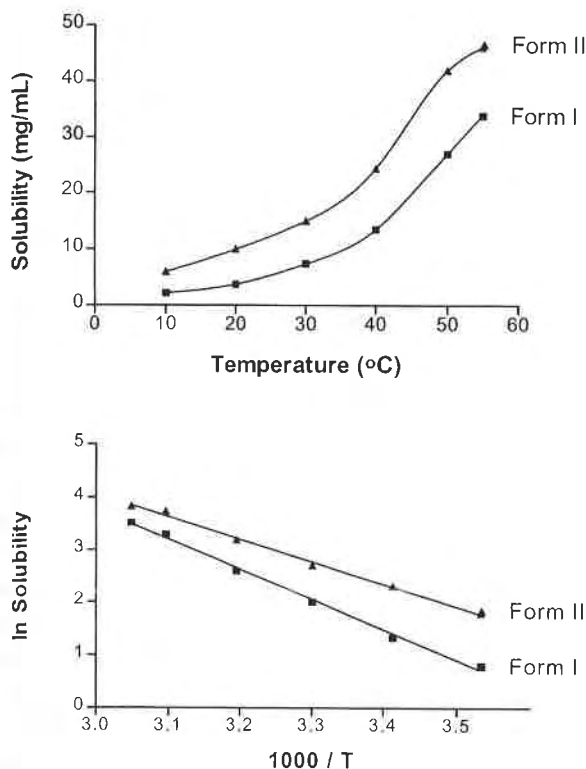 50
Form II
40
Form I
30
20
10
0
Solubility (mg/mL)
0 10 20 30 40 50 60
Temperature (oC)
5
4
3
2
1
0
ln Solubility
Form II
Form I
3.0 3.1 3.2 3.3 3.4 3.5
1000 / T